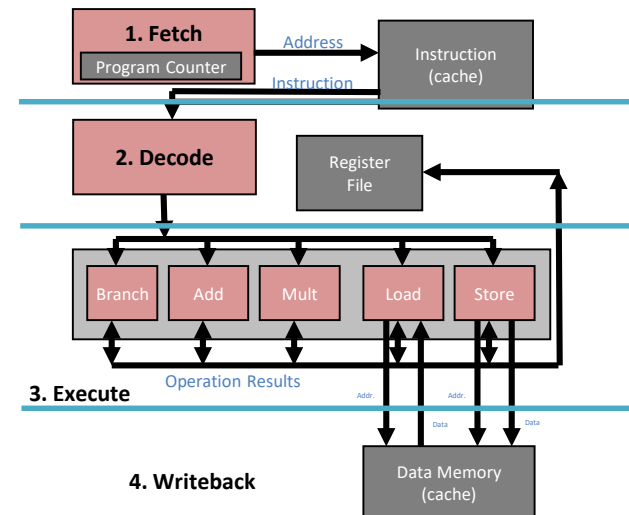 1. Fetch
Program Counter
Address
Instruction
(cache)
Instruction
2. Decode
Register
File
Branch
Add
Mult
Load
Store
Operation Results
3. Execute
Addr.
Addr.
Data
Data
4. Writeback
Data Memory
(cache)